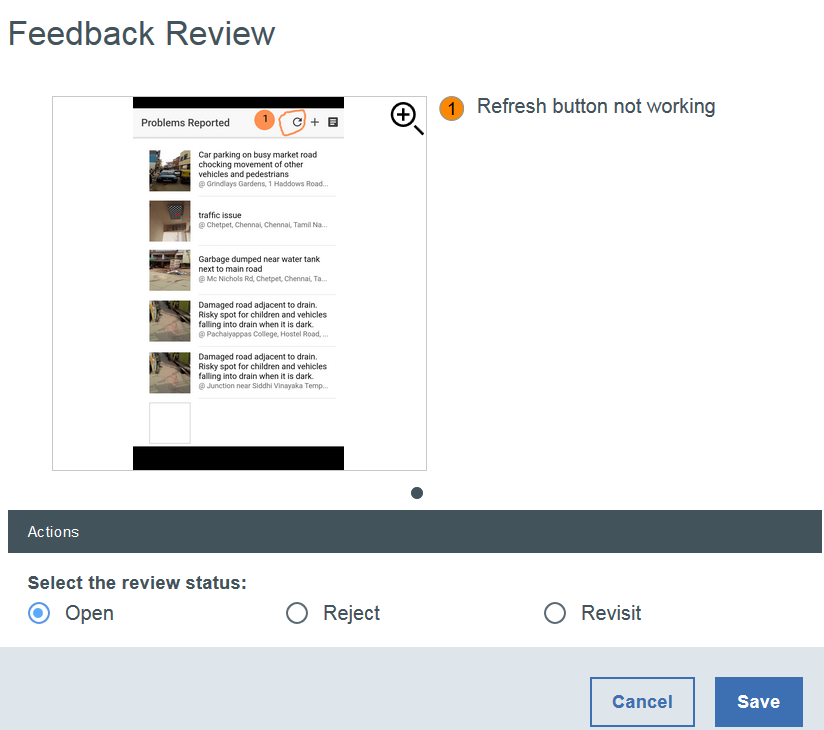 Feedback Review
Problems Reported
1
Car parking on busy market road
chocking movement of other
vehicles and pedestrians
@ Grindlays Gardens, 1 Haddows Road...
traffic issue
@ Chetpet, Chennai, Chennai, Tamil Na...
Garbage dumped near water tank
next to main road
@ Mc Nichols Rd, Chetpet, Chennai, Ta...
Damaged road adjacent to drain.
Risky spot for children and vehicles
falling into drain when it is dark.
@ Pachaiyappas College, Hostel Road, ...
Damaged road adjacent to drain.
Risky spot for children and vehicles
falling into drain when it is dark.
@ Junction near Siddhi Vinayaka Temp...
1 Refresh button not working
Actions
Select the review status:
Open Reject Revisit
Cancel Save